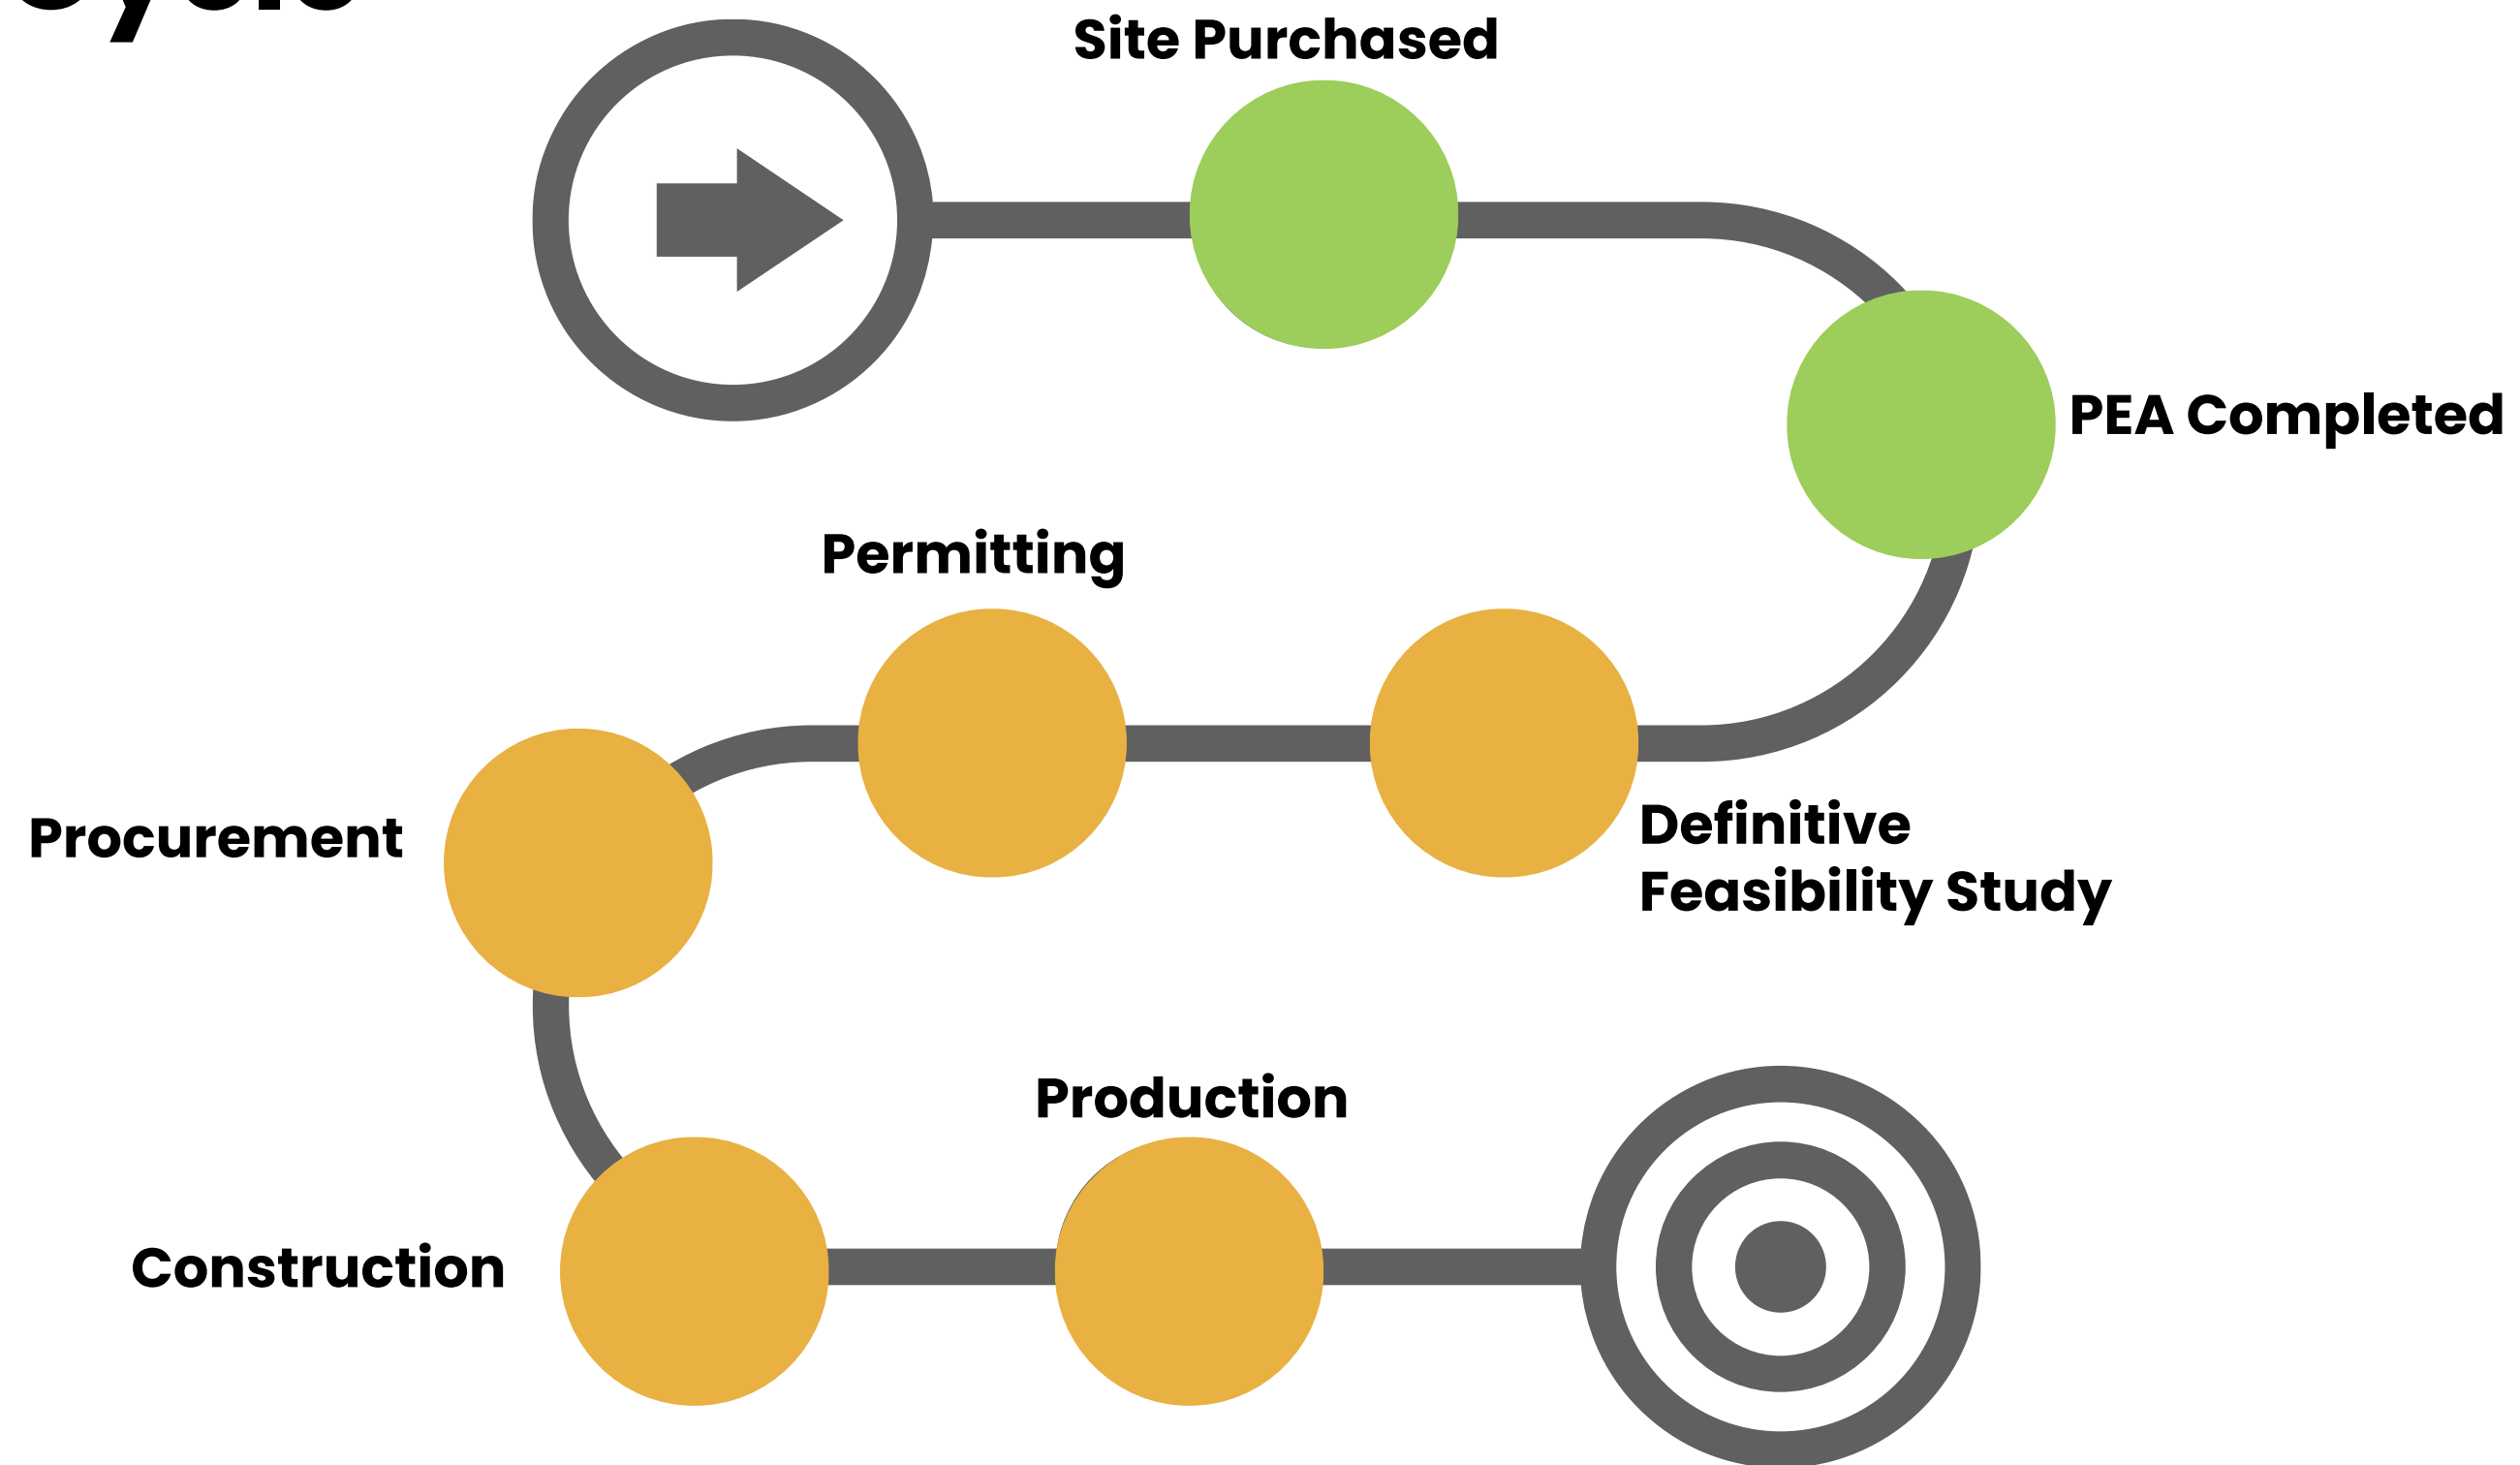 Site Purchased
PEA Completed
Permitting
Procurement
Definitive
Feasibility Study
Production
Construction